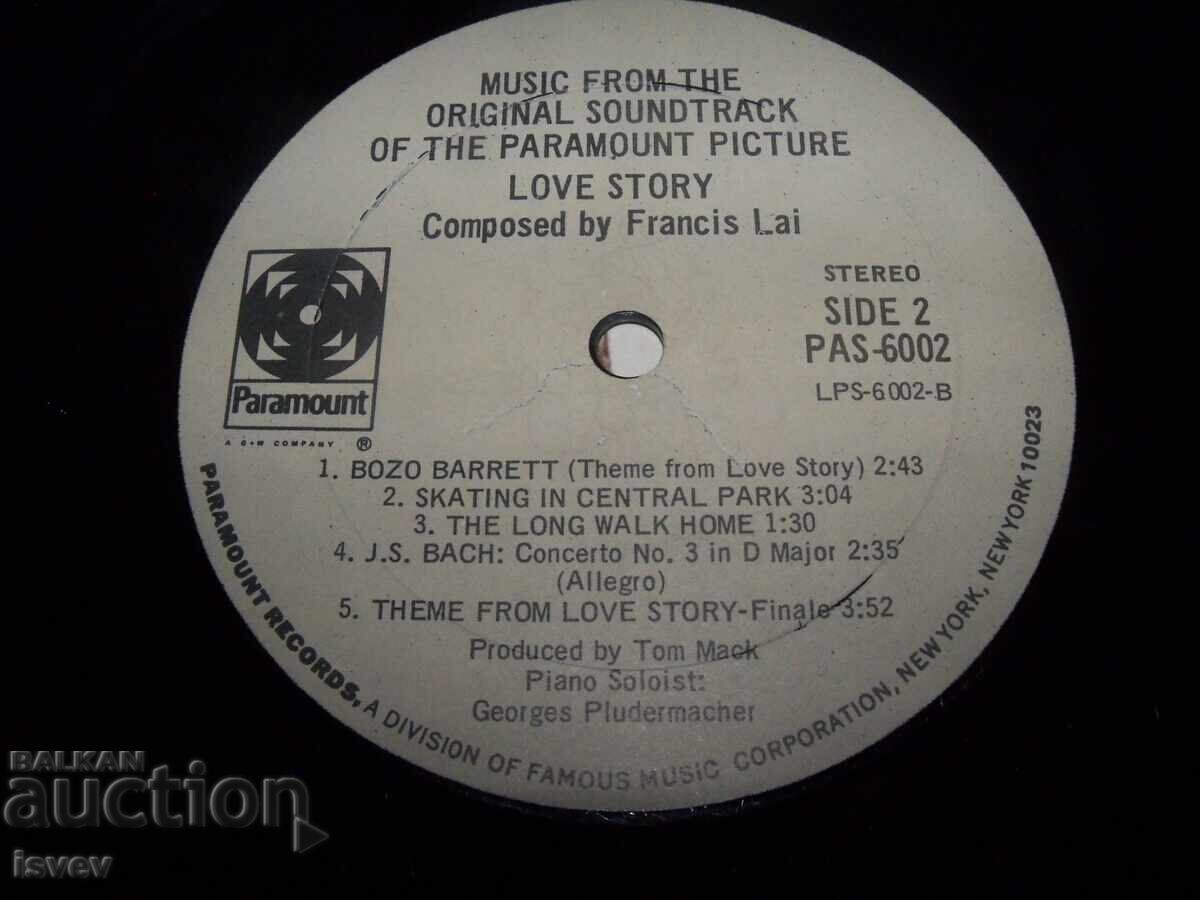 MUSIC FROM THE
ORIGINAL SOUNDTRACK
OF THE PARAMOUNT PICTURE
LOVE STORY
Composed by Francis Lai
STEREO
SIDE 2
PAS-6002
LPS-6002-B
Paramount
A G+W COMPANY ®
1. BOZO BARRETT (Theme from Love Story) 2:43
2. SKATING IN CENTRAL PARK 3:04
3. THE LONG WALK HOME 1:30
4. J.S. BACH: Concerto No. 3 in D Major 2:35
(Allegro)
5. THEME FROM LOVE STORY-Finale 3:52
Produced by Tom Mack
Piano Soloist:
Georges Pludermacher
PARAMOUNT RECORDS, A DIVISION OF FAMOUS MUSIC CORPORATION, NEW YORK, NEW YORK 10023
BALKAN
auction
isvev